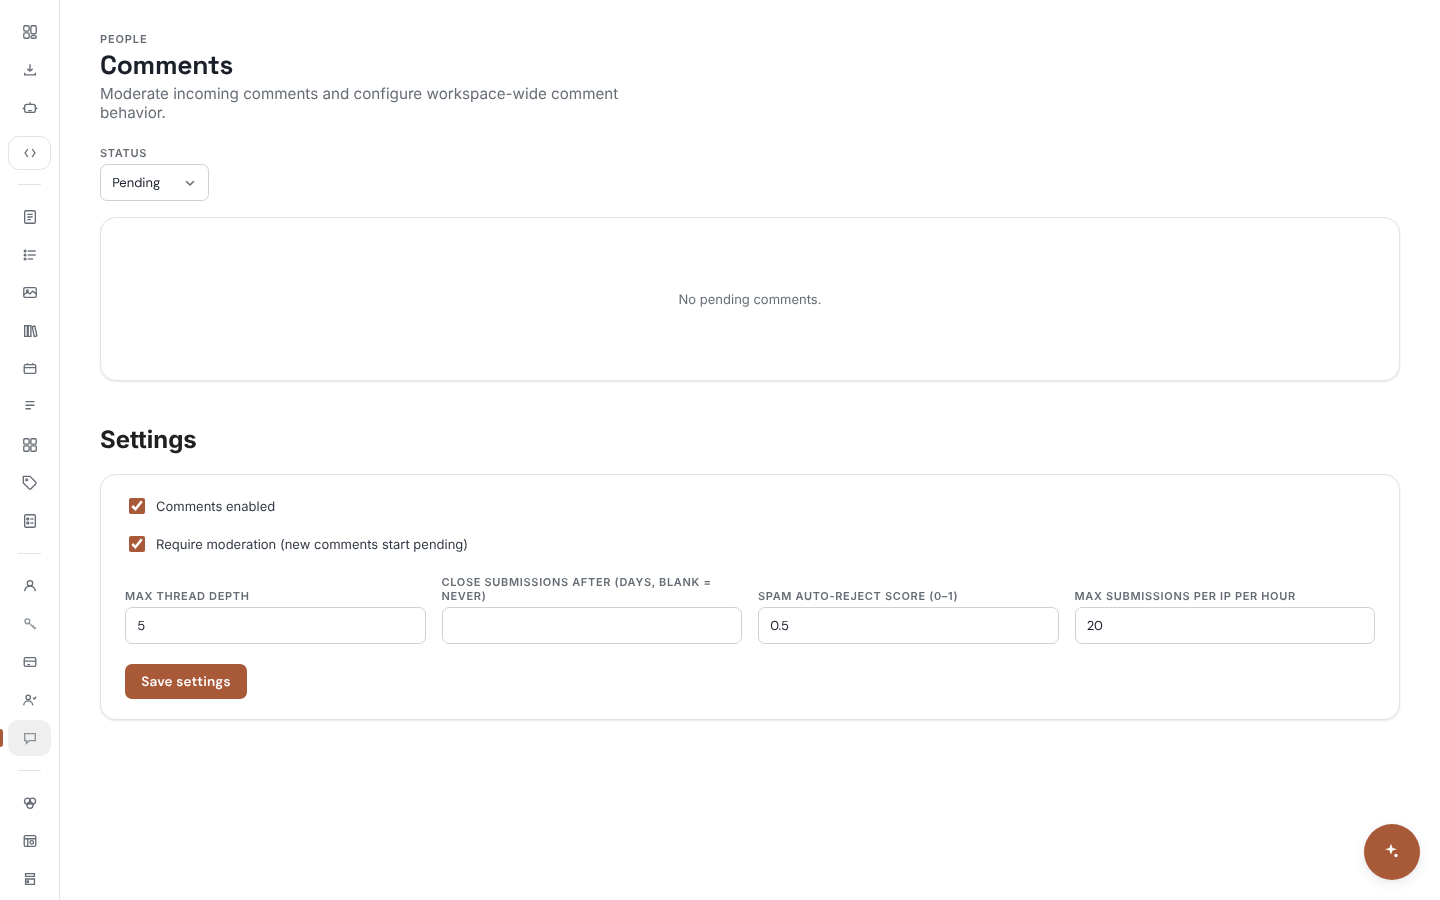 PEOPLE
Comments
Moderate incoming comments and configure workspace-wide comment
behavior.
STATUS
Pending
No pending comments.
Settings
Comments enabled
Require moderation (new comments start pending)
MAX THREAD DEPTH
5
CLOSE SUBMISSIONS AFTER (DAYS, BLANK =
NEVER)
SPAM AUTO-REJECT SCORE (0–1)
0.5
MAX SUBMISSIONS PER IP PER HOUR
20
Save settings